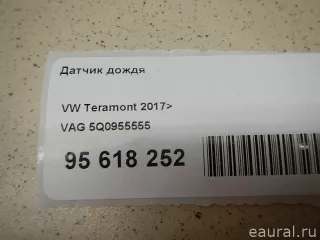 Датчик дождя
VW Teramont 2017>
VAG 5Q0955555
95 618 252
eaural.ru